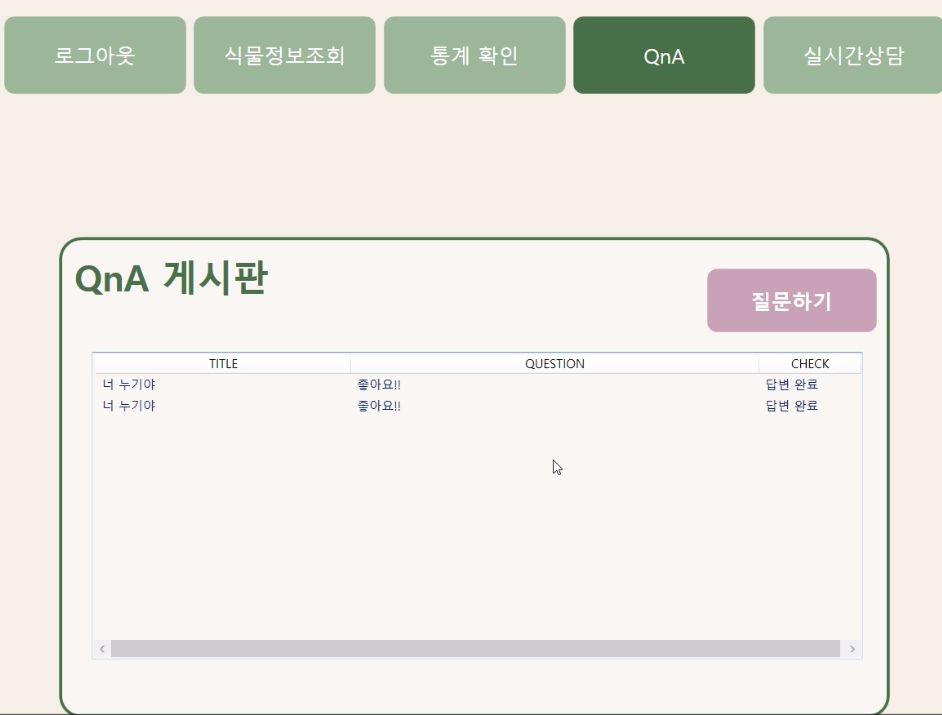 로그아웃 식물정보조회 통계 확인 QnA 실시간상담
QnA 게시판
질문하기
TITLE QUESTION CHECK
너 누기야 좋아요!! 답변 완료
너 누기야 좋아요!! 답변 완료